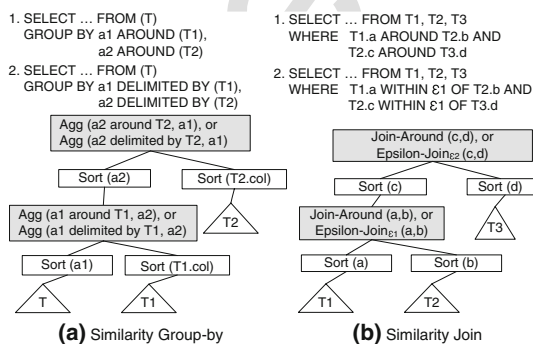 1. SELECT ... FROM (T)
GROUP BY a1 AROUND (T1),
a2 AROUND (T2)
2. SELECT ... FROM (T)
GROUP BY a1 DELIMITED BY (T1),
a2 DELIMITED BY (T2)
Agg (a2 around T2, a1), or
Agg (a2 delimited by T2, a1)
Sort (a2)
Sort (T2.col)
Agg (a1 around T1, a2), or
Agg (a1 delimited by T1, a2)
T2
Sort (a1)
Sort (T1.col)
T
T1
(a) Similarity Group-by
1. SELECT ... FROM T1, T2, T3
WHERE T1.a AROUND T2.b AND
T2.c AROUND T3.d
2. SELECT ... FROM T1, T2, T3
WHERE T1.a WITHIN ε1 OF T2.b AND
T2.c WITHIN ε1 OF T3.d
Join-Around (c,d), or
Epsilon-Joinε2 (c,d)
Sort (c)
Sort (d)
Join-Around (a,b), or
Epsilon-Joinε1 (a,b)
T3
Sort (a)
Sort (b)
T1
T2
(b) Similarity Join